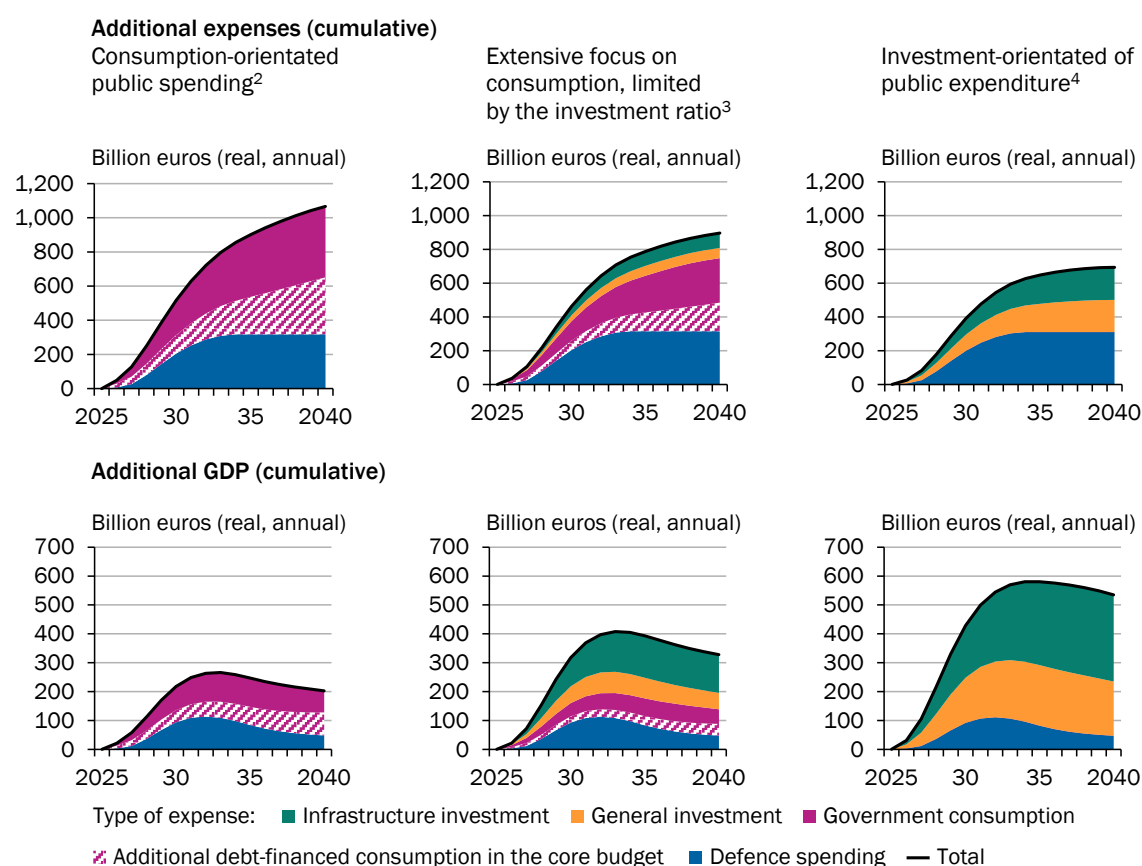 Additional expenses (cumulative)
Consumption-orientated
public spending2
Extensive focus on
consumption, limited
by the investment ratio3
Investment-orientated of
public expenditure4
Billion euros (real, annual)
1,200
1,000
800
600
400
200
0
2025 30 35 2040
Billion euros (real, annual)
1,200
1,000
800
600
400
200
0
2025 30 35 2040
Billion euros (real, annual)
1,200
1,000
800
600
400
200
0
2025 30 35 2040
Additional GDP (cumulative)
Billion euros (real, annual)
700
600
500
400
300
200
100
0
2025 30 35 2040
Billion euros (real, annual)
700
600
500
400
300
200
100
0
2025 30 35 2040
Billion euros (real, annual)
700
600
500
400
300
200
100
0
2025 30 35 2040
Type of expense: Infrastructure investment General investment Government consumption
Additional debt-financed consumption in the core budget Defence spending Total